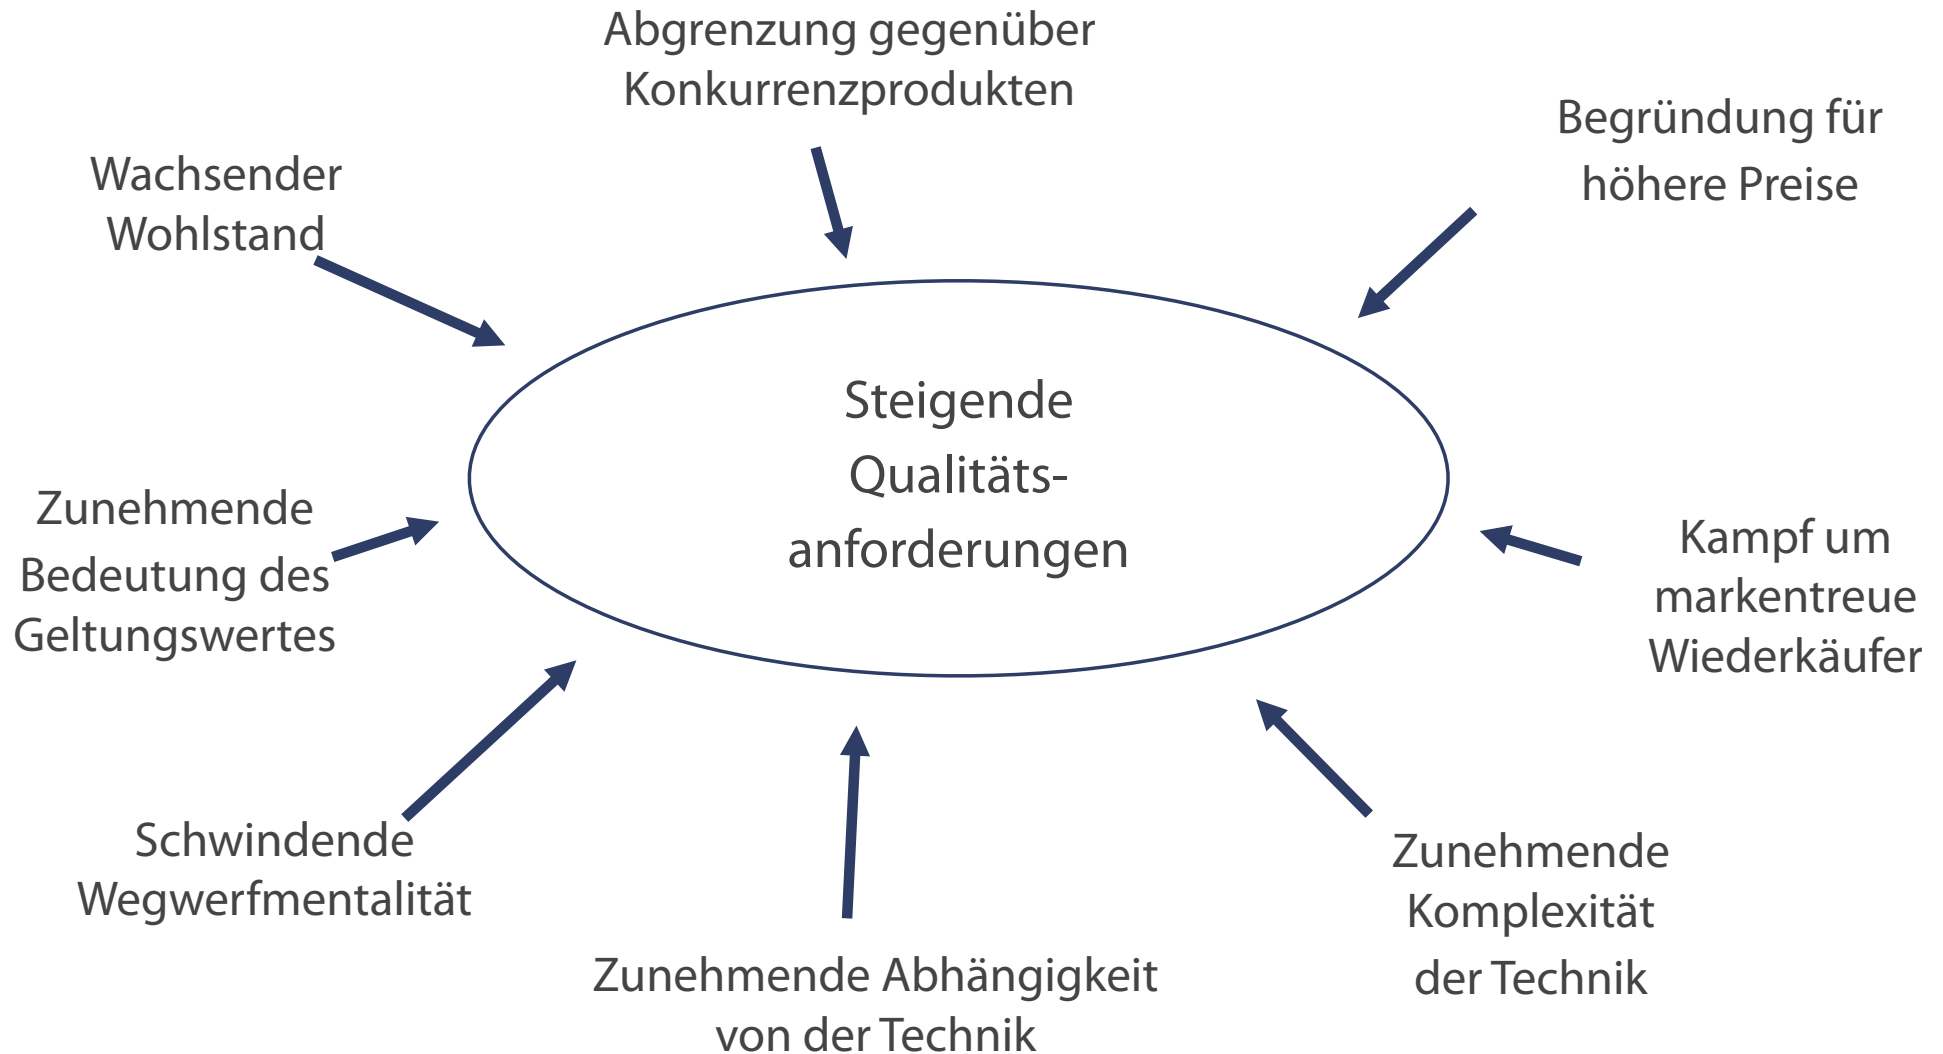 Abgrenzung gegenüber
Konkurrenzprodukten
Begründung für
höhere Preise
Wachsender
Wohlstand
Steigende
Qualitäts-
anforderungen
Zunehmende
Bedeutung des
Geltungswertes
Kampf um
markentreue
Wiederkäufer
Schwindende
Wegwerfmentalität
Zunehmende
Komplexität
der Technik
Zunehmende Abhängigkeit
von der Technik